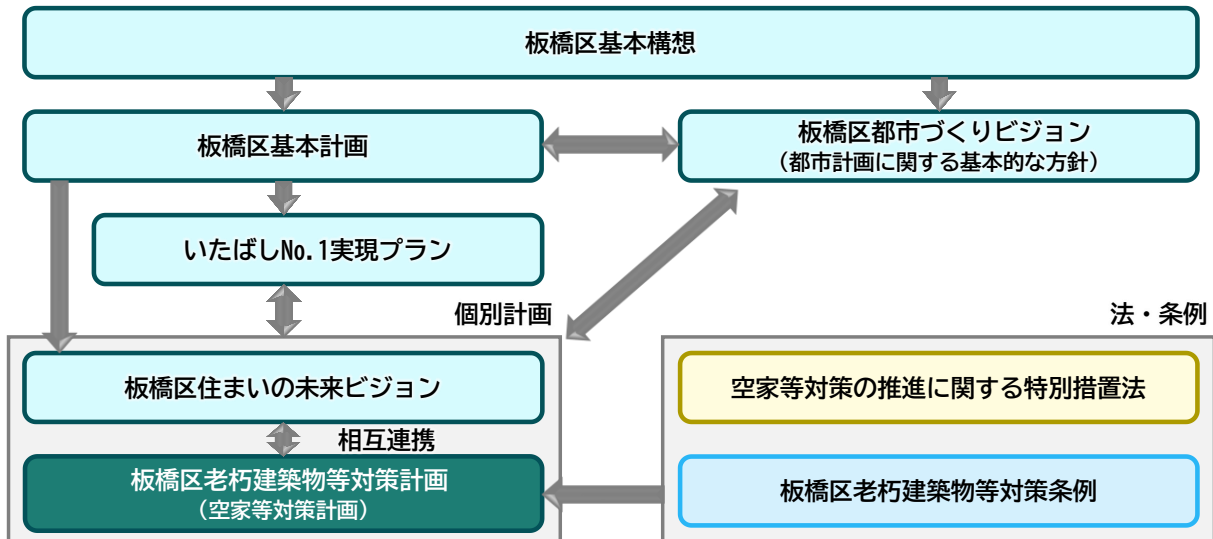 板橋区基本構想
板橋区基本計画
板橋区都市づくりビジョン
(都市計画に関する基本的な方針)
いたばしNo.1実現プラン
個別計画
法・条例
板橋区住まいの未来ビジョン
空家等対策の推進に関する特別措置法
相互連携
板橋区老朽建築物等対策計画
(空家等対策計画)
板橋区老朽建築物等対策条例